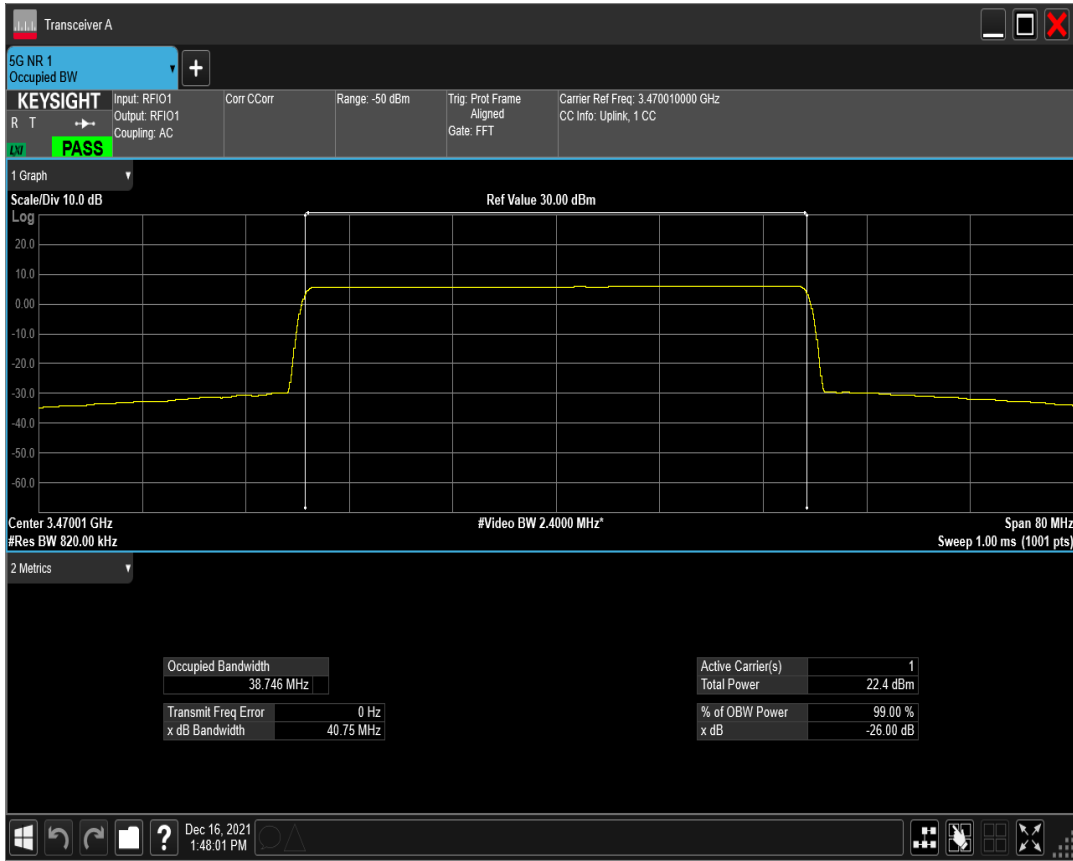 Transceiver A
5G NR 1
Occupied BW
KEYSIGHT
R T
LXI
PASS
Input: RFIO1
Output: RFIO1
Coupling: AC
Corr CCorr
Range: -50 dBm
Trig: Prot Frame
Aligned
Gate: FFT
Carrier Ref Freq: 3.470010000 GHz
CC Info: Uplink, 1 CC
1 Graph
Scale/Div 10.0 dB
Ref Value 30.00 dBm
Log
20.0
10.0
0.00
-10.0
-20.0
-30.0
-40.0
-50.0
-60.0
Center 3.47001 GHz
#Video BW 2.4000 MHz*
Span 80 MHz
#Res BW 820.00 kHz
Sweep 1.00 ms (1001 pts)
2 Metrics
Occupied Bandwidth
38.746 MHz
Transmit Freq Error 0 Hz
x dB Bandwidth 40.75 MHz
Active Carrier(s) 1
Total Power 22.4 dBm
% of OBW Power 99.00 %
x dB -26.00 dB
?
Dec 16, 2021
1:48:01 PM